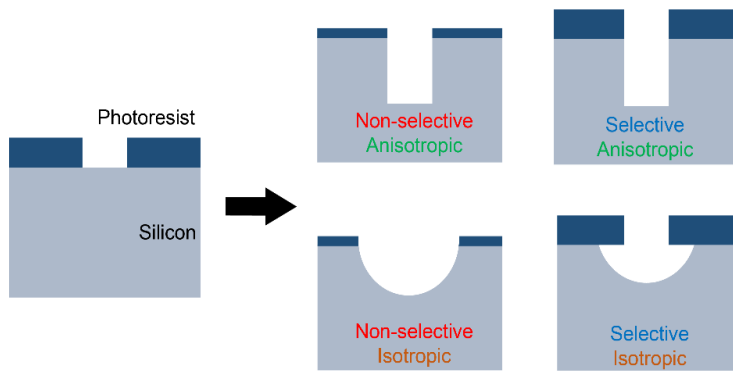 Photoresist
Silicon
Non-selective
Anisotropic
Selective
Anisotropic
Non-selective
Isotropic
Selective
Isotropic